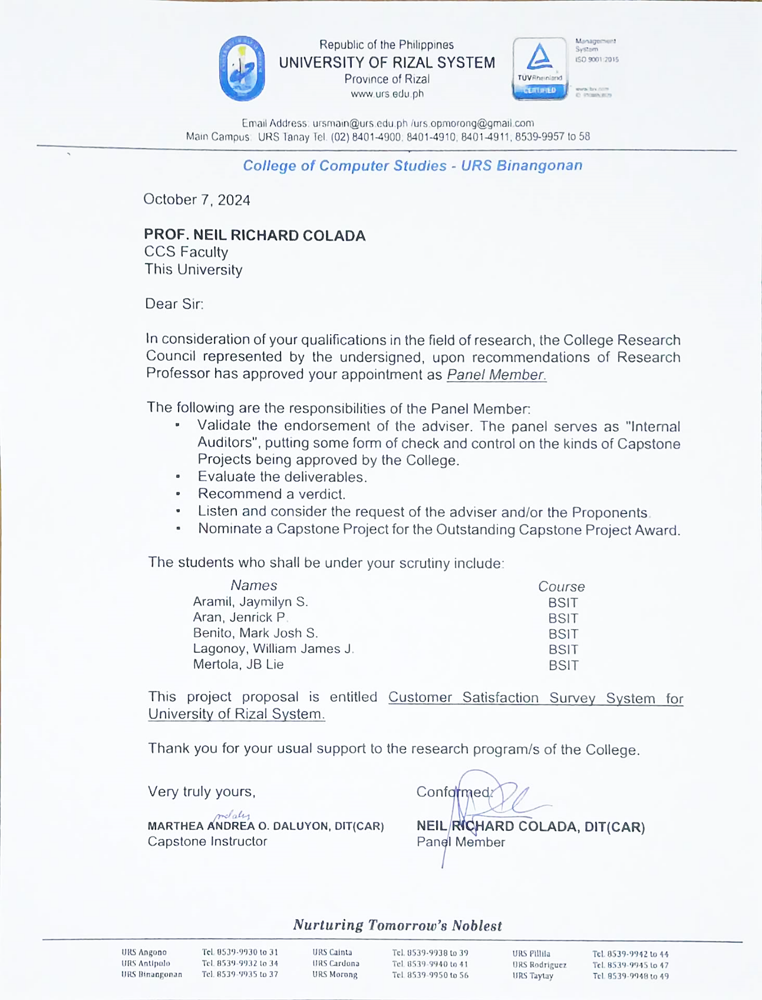 Republic of the Philippines
UNIVERSITY OF RIZAL SYSTEM
Province of Rizal
www.urs.edu.ph
Management
System
ISO 9001:2015
TÜVRheinland
CERTIFIED
Email Address: ursmain@urs.edu.ph /urs.opmorong@gmail.com
Main Campus: URS Tanay Tel. (02) 8401-4900; 8401-4910; 8401-4911; 8539-9957 to 58
College of Computer Studies - URS Binangonan
October 7, 2024
PROF. NEIL RICHARD COLADA
CCS Faculty
This University
Dear Sir:
In consideration of your qualifications in the field of research, the College Research
Council represented by the undersigned, upon recommendations of Research
Professor has approved your appointment as Panel Member.
The following are the responsibilities of the Panel Member:
▪ Validate the endorsement of the adviser. The panel serves as "Internal
Auditors", putting some form of check and control on the kinds of Capstone
Projects being approved by the College.
▪ Evaluate the deliverables.
▪ Recommend a verdict.
▪ Listen and consider the request of the adviser and/or the Proponents.
▪ Nominate a Capstone Project for the Outstanding Capstone Project Award.
The students who shall be under your scrutiny include:
Names Course
Aramil, Jaymilyn S. BSIT
Aran, Jenrick P. BSIT
Benito, Mark Josh S. BSIT
Lagonoy, William James J. BSIT
Mertola, JB Lie BSIT
This project proposal is entitled Customer Satisfaction Survey System for
University of Rizal System.
Thank you for your usual support to the research program/s of the College.
Very truly yours, Conformed:
MARTHEA ANDREA O. DALUYON, DIT(CAR) NEIL RICHARD COLADA, DIT(CAR)
Capstone Instructor Panel Member
Nurturing Tomorrow's Noblest
URS Angono Tel. 8539-9930 to 31 URS Cainta Tel. 8539-9938 to 39 URS Pillila Tel. 8539-9942 to 44
URS Antipolo Tel. 8539-9932 to 34 URS Cardona Tel. 8539-9940 to 41 URS Rodriguez Tel. 8539-9945 to 47
URS Binangonan Tel. 8539-9935 to 37 URS Morong Tel. 8539-9950 to 56 URS Taytay Tel. 8539-9948 to 49